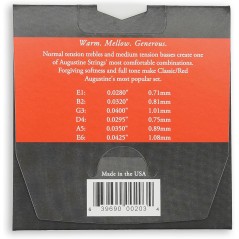 Warm. Mellow. Generous.
Normal tension trebles and medium tension basses create one
of Augustine Strings' most comfortable combinations.
Forgiving softness and full tone make Classic/Red
Augustine's most popular set.
E1: 0.0280" 0.71mm
B2: 0.0320" 0.81mm
G3: 0.0400" 1.01mm
D4: 0.0295" 0.75mm
A5: 0.0350" 0.89mm
E6: 0.0425" 1.08mm
Made in the USA
6 39690 00203 4